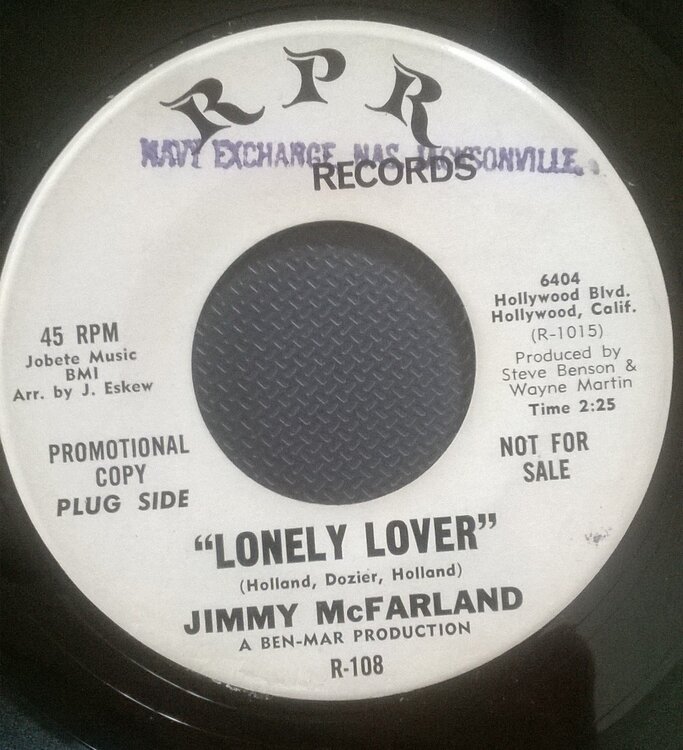 RPR
NAVY EXCHANGE, NAS, JACKSONVILLE,
RECORDS
45 RPM
Jobete Music
BMI
Arr. by J. Eskew
PROMOTIONAL
COPY
PLUG SIDE
6404
Hollywood Blvd.
Hollywood, Calif.
(R-1015)
Produced by
Steve Benson &
Wayne Martin
Time 2:25
NOT FOR
SALE
"LONELY LOVER"
(Holland, Dozier, Holland)
JIMMY McFARLAND
A BEN-MAR PRODUCTION
R-108